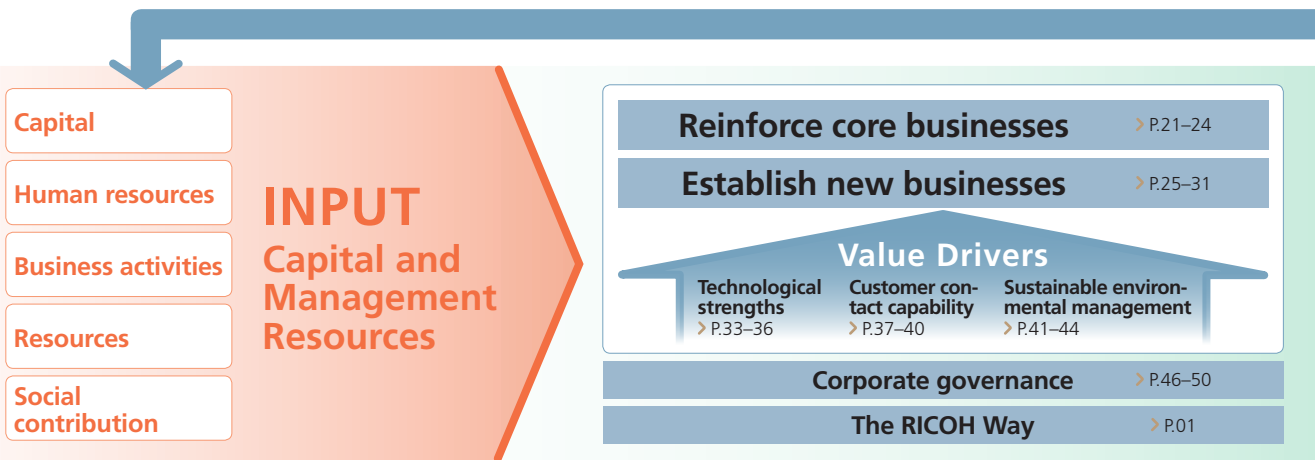 Capital
Human resources
Business activities
Resources
Social
contribution
INPUT
Capital and
Management
Resources
Reinforce core businesses > P.21–24
Establish new businesses > P.25–31
Value Drivers
Technological
strengths
> P.33–36
Customer con-
tact capability
> P.37–40
Sustainable environ-
mental management
> P.41–44
Corporate governance > P.46–50
The RICOH Way > P.01